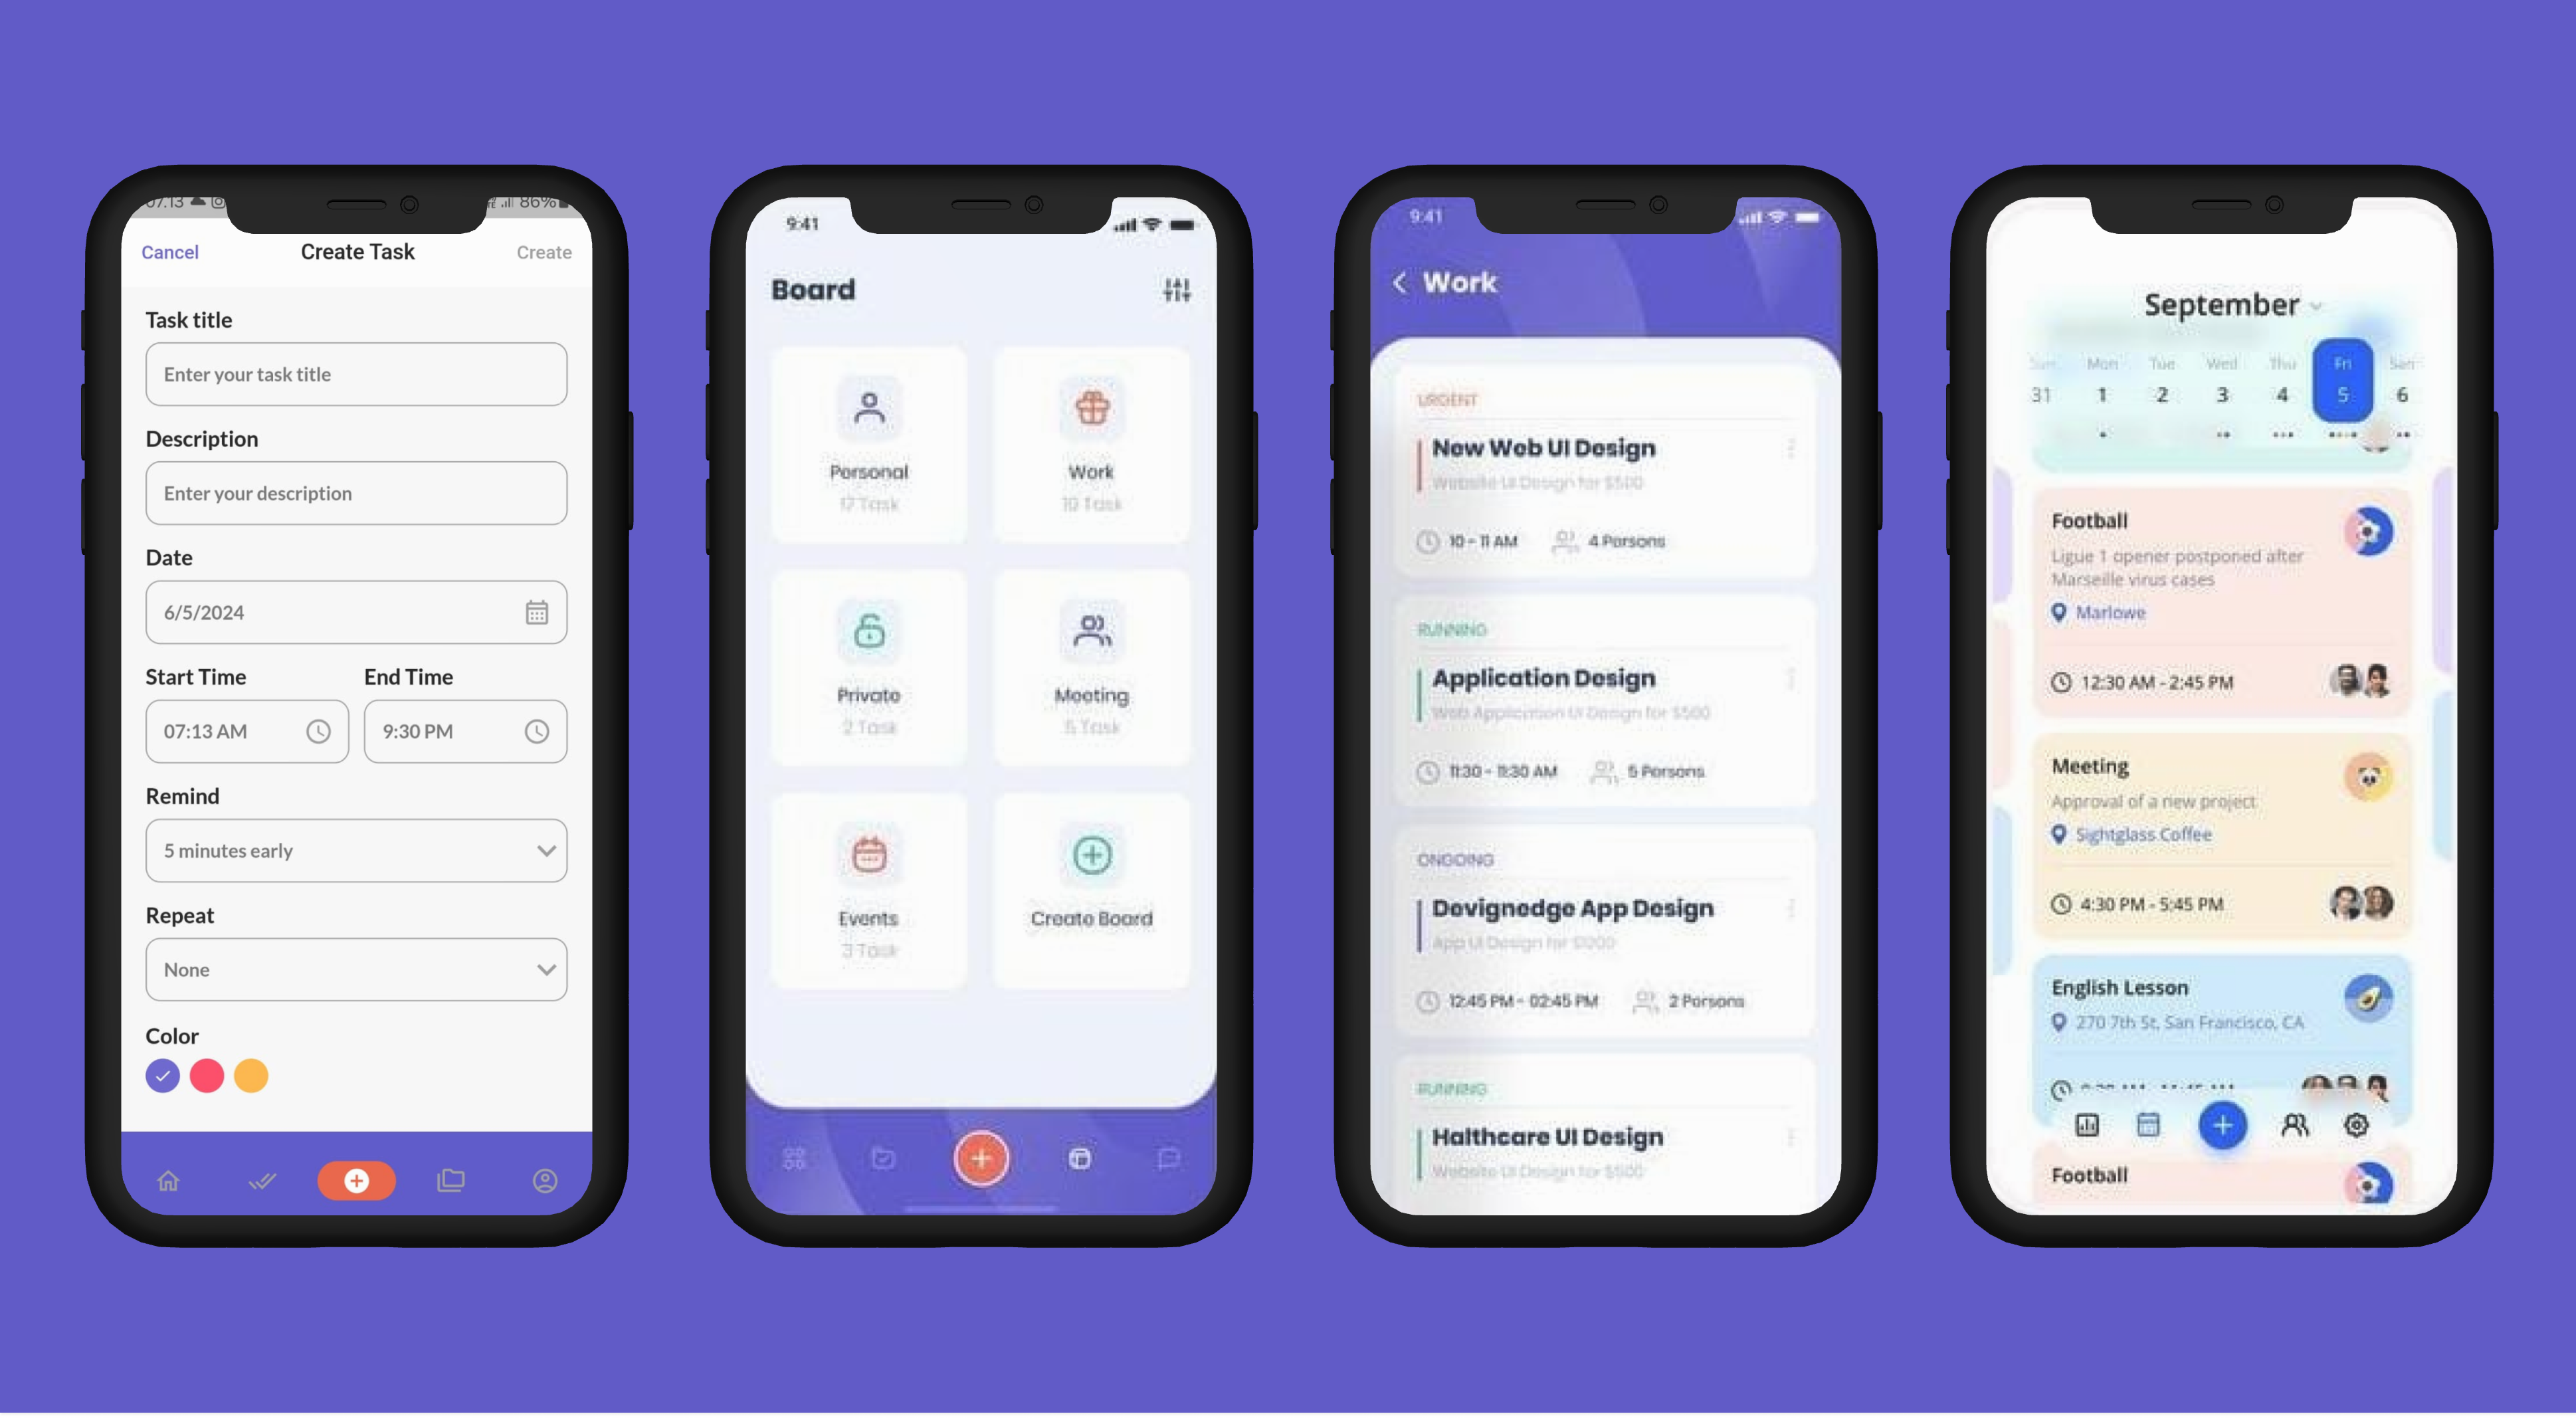 86%
Cancel
Create Task
Create
Task title
Enter your task title
Description
Enter your description
Date
6/5/2024
Start Time
End Time
07:13 AM
9:30 PM
Remind
5 minutes early
Repeat
None
Color
9:41
Board
Personal
17 Task
Work
10 Task
Private
2 Task
Meeting
5 Task
Events
3 Task
Create Board
9:41
Work
URGENT
New Web UI Design
Website UI Design for $500
10 - 11 AM
4 Persons
RUNNING
Application Design
Web Application UI Design for $500
11:30 - 11:30 AM
5 Persons
ONGOING
Devignedge App Design
App UI Design for
12:45 PM - 02:45 PM
2 Persons
RUNNING
Halthcare UI Design
Website UI Design for $500
September
Sun Mon Tue Wed Thu Fri
31 1 2 3 4 5 6
Football
Ligue 1 opener postponed after
Marseille virus cases
Marlowe
12:30 AM - 2:45 PM
Meeting
Approval of a new project
Sightglass Coffee
4:30 PM - 5:45 PM
English Lesson
270 7th St, San Francisco, CA
Football